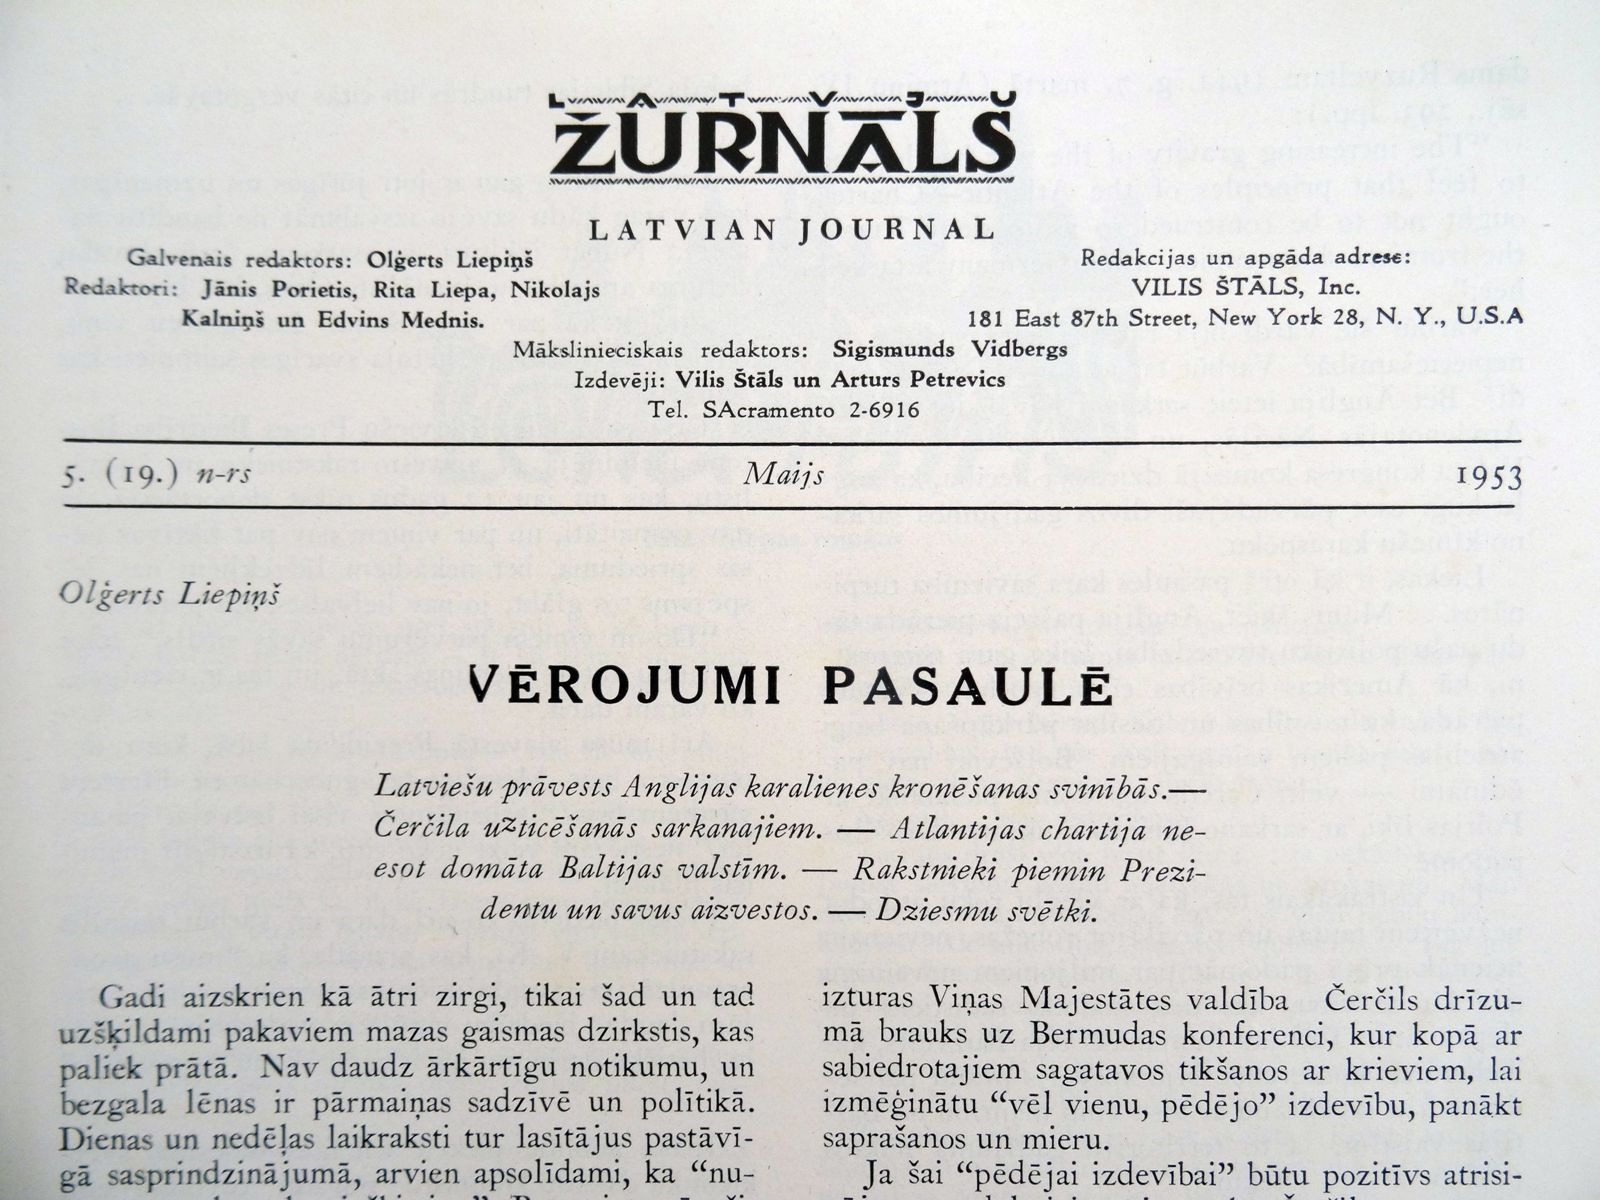 LATVJU
ŽURNĀLS
LATVIAN JOURNAL
Galvenais redaktors: Olģerts Liepiņš
Redaktori: Jānis Porietis, Rita Liepa, Nikolajs
Kalniņš un Edvins Mednis.
Redakcijas un apgāda adrese:
VILIS ŠTĀLS, Inc.
181 East 87th Street, New York 28, N. Y., U.S.A
Mākslinieciskais redaktors: Sigismunds Vidbergs
Izdevēji: Vilis Štāls un Arturs Petrevics
Tel. SAcramento 2-6916
5. (19.) n-rs Maijs 1953
Olģerts Liepiņš
VĒROJUMI PASAULĒ
Latviešu prāvests Anglijas karalienes kronēšanas svinībās.—
Čerčila uzticēšanās sarkanajiem. — Atlantijas chartija ne-
esot domāta Baltijas valstīm. — Rakstnieki piemin Prezi-
dentu un savus aizvestos. — Dziesmu svētki.
Gadi aizskrien kā ātri zirgi, tikai šad un tad
uzšķildami pakaviem mazas gaismas dzirkstis, kas
paliek prātā. Nav daudz ārkārtīgu notikumu, un
bezgala lēnas ir pārmaiņas sadzīvē un polītikā.
Dienas un nedēļas laikraksti tur lasītājus pastāvī-
gā sasprindzinājumā, arvien apsolīdami, ka “nu-
izturas Viņas Majestātes valdība Čerčils drīzu-
mā brauks uz Bermudas konferenci, kur kopā ar
sabiedrotajiem sagatavos tikšanos ar krieviem, lai
izmēģinātu “vēl vienu, pēdējo” izdevību, panākt
saprašanos un mieru.
Ja šai “pēdējai izdevībai” būtu pozitīvs atrisi-